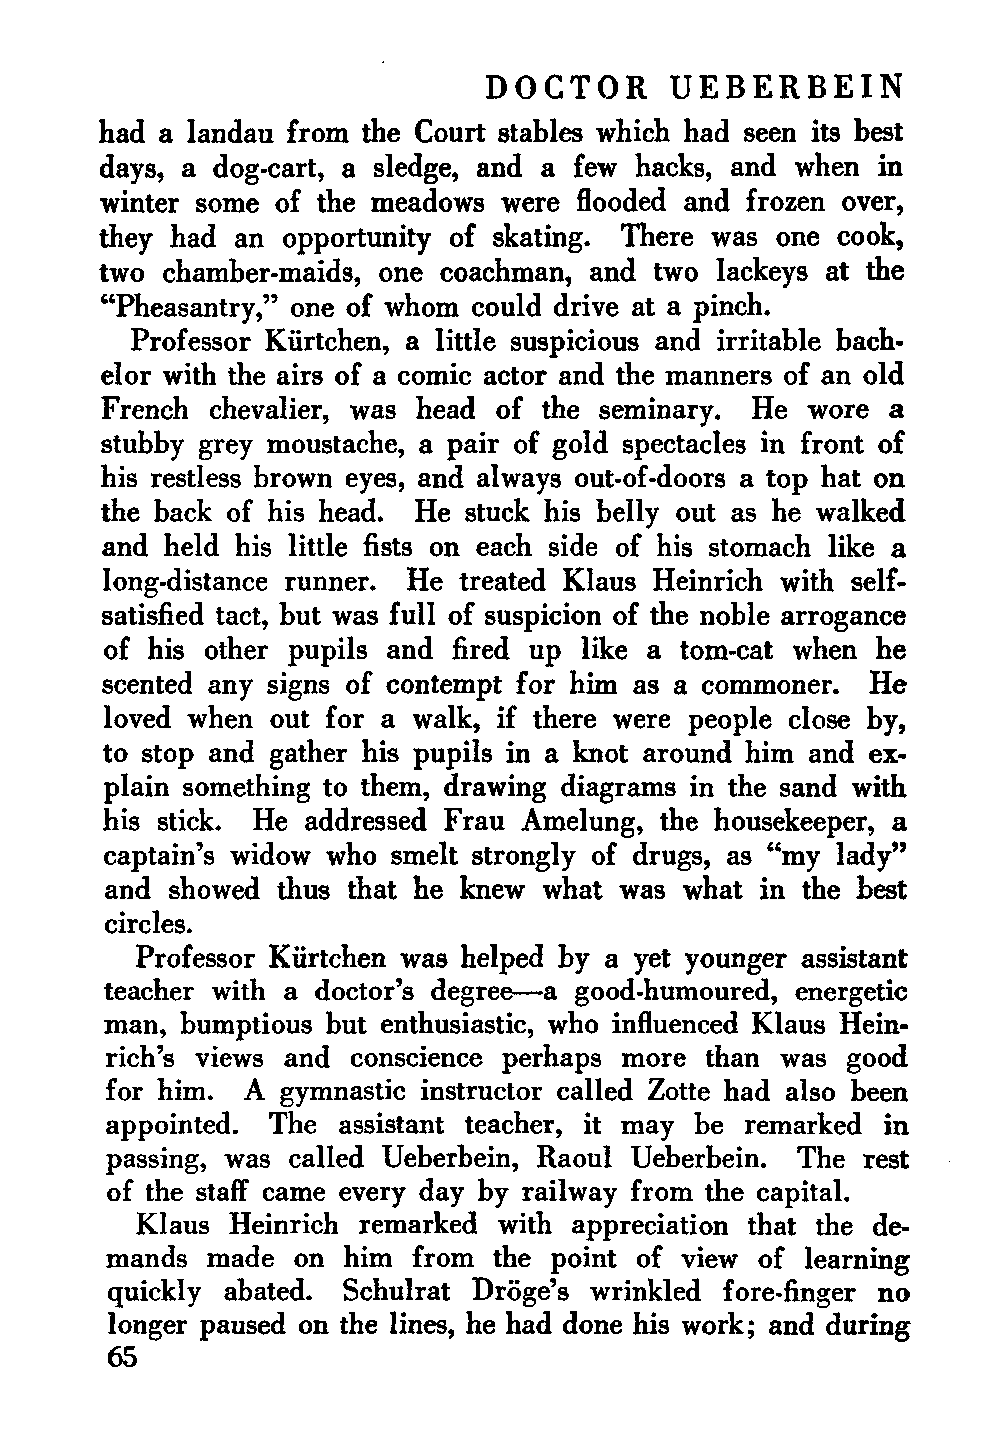 DOCTOR UEBERBEIN
had a landau from the Court stables which had seen its best
days, a dog-cart, a sledge, and a few hacks, and when in
winter some of the meadows were flooded and frozen over,
they had an opportunity of skating. There was one cook,
two chamber-maids, one coachman, and two lackeys at the
“Pheasantry,” one of whom could drive at a pinch.
Professor Kürtchen, a little suspicious and irritable bach-
elor with the airs of a comic actor and the manners of an old
French chevalier, was head of the seminary. He wore a
stubby grey moustache, a pair of gold spectacles in front of
his restless brown eyes, and always out-of-doors a top hat on
the back of his head. He stuck his belly out as he walked
and held his little fists on each side of his stomach like a
long-distance runner. He treated Klaus Heinrich with self-
satisfied tact, but was full of suspicion of the noble arrogance
of his other pupils and fired up like a tom-cat when he
scented any signs of contempt for him as a commoner. He
loved when out for a walk, if there were people close by,
to stop and gather his pupils in a knot around him and ex-
plain something to them, drawing diagrams in the sand with
his stick. He addressed Frau Amelung, the housekeeper, a
captain’s widow who smelt strongly of drugs, as “my lady”
and showed thus that he knew what was what in the best
circles.
Professor Kürtchen was helped by a yet younger assistant
teacher with a doctor’s degree—a good-humoured, energetic
man, bumptious but enthusiastic, who influenced Klaus Hein-
rich’s views and conscience perhaps more than was good
for him. A gymnastic instructor called Zotte had also been
appointed. The assistant teacher, it may be remarked in
passing, was called Ueberbein, Raoul Ueberbein. The rest
of the staff came every day by railway from the capital.
Klaus Heinrich remarked with appreciation that the de-
mands made on him from the point of view of learning
quickly abated. Schulrat Dröge’s wrinkled fore-finger no
longer paused on the lines, he had done his work; and during
65